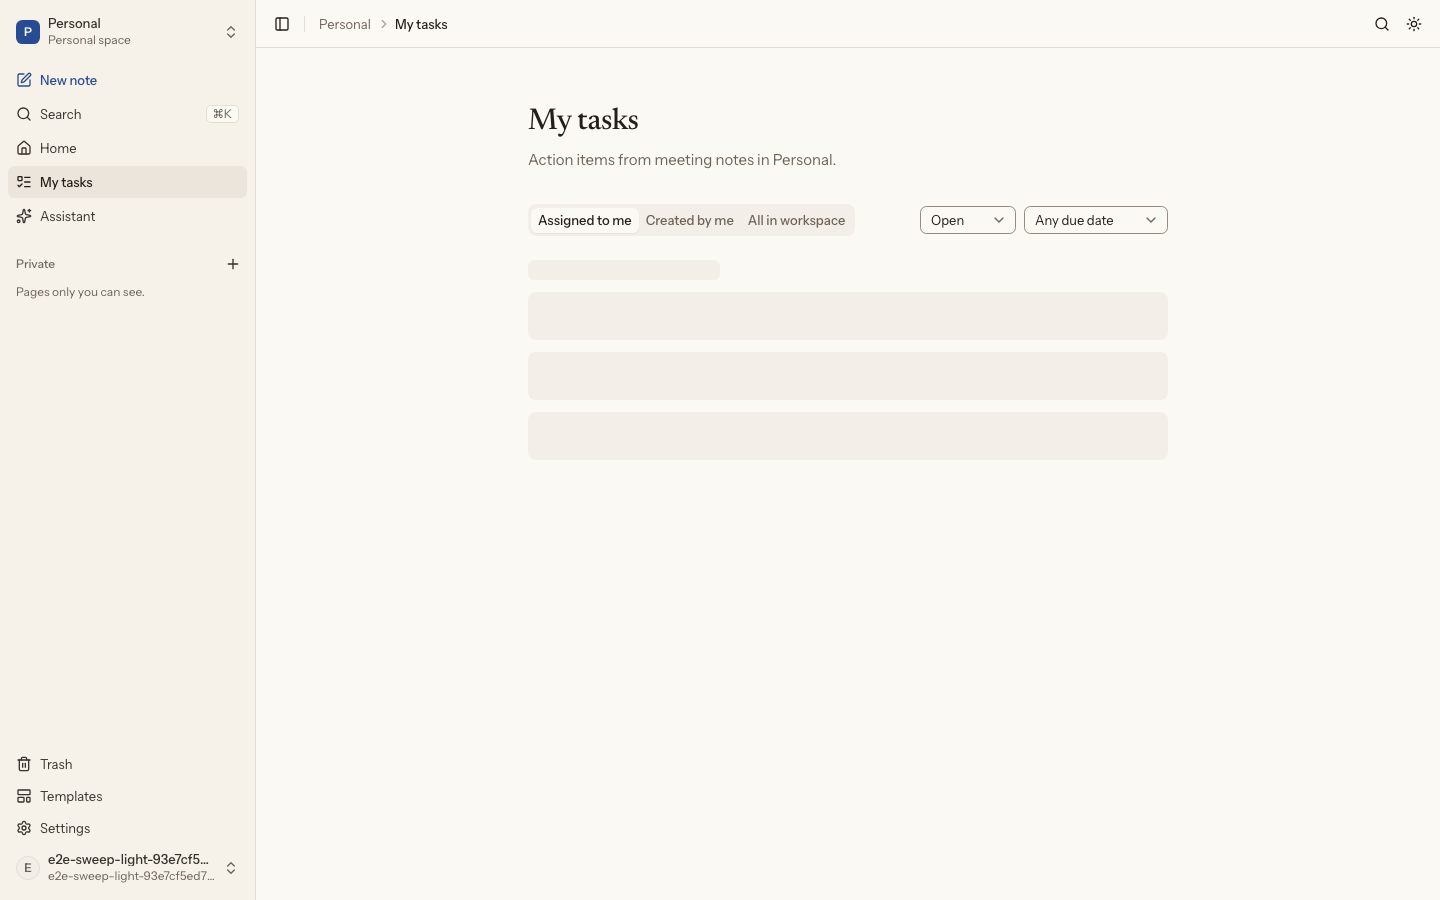 P
Personal
Personal space
New note
Search
⌘K
Home
My tasks
Assistant
Private
Pages only you can see.
Trash
Templates
Settings
E
e2e-sweep-light-93e7cf5...
e2e-sweep-light-93e7cf5ed7...
Personal
My tasks
My tasks
Action items from meeting notes in Personal.
Assigned to me
Created by me
All in workspace
Open
Any due date